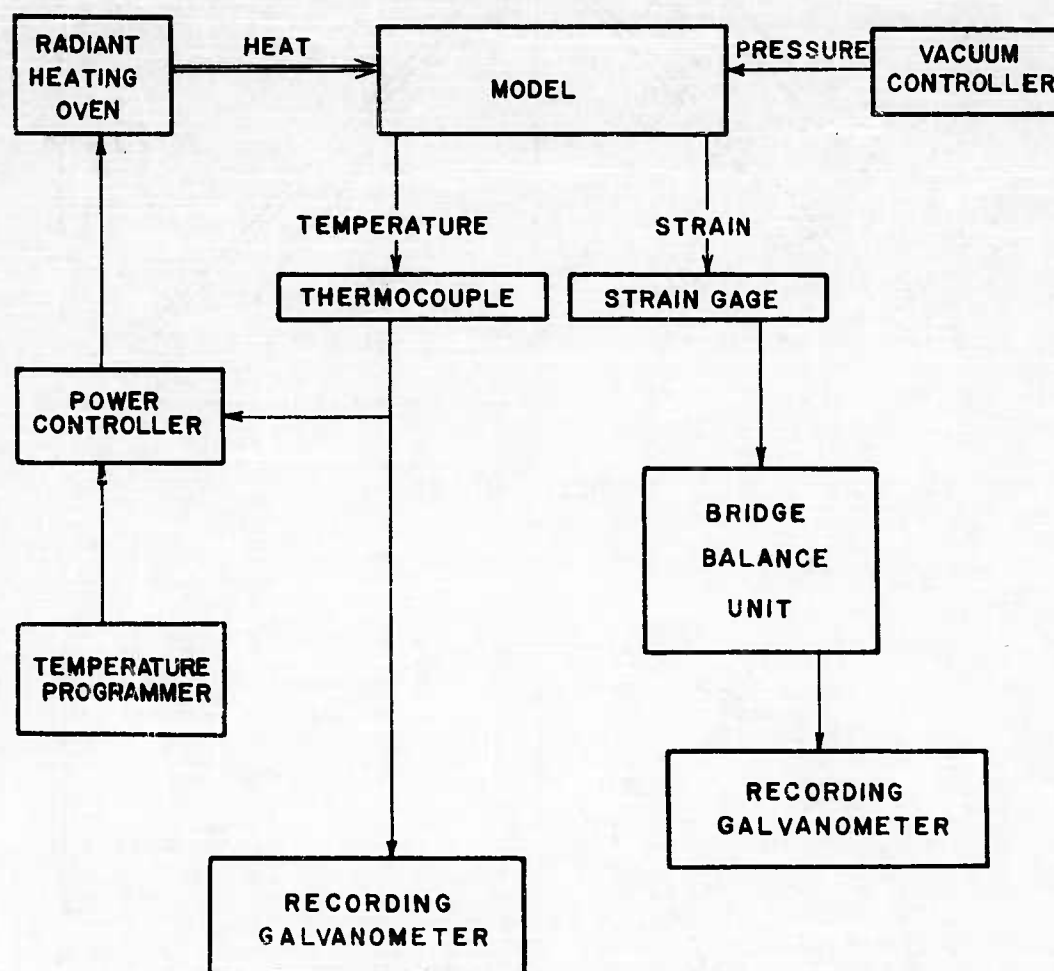 RADIANT
HEATING
OVEN
HEAT
MODEL
PRESSURE
VACUUM
CONTROLLER
TEMPERATURE
STRAIN
THERMOCOUPLE
STRAIN GAGE
POWER
CONTROLLER
BRIDGE
BALANCE
UNIT
TEMPERATURE
PROGRAMMER
RECORDING
GALVANOMETER
RECORDING
GALVANOMETER